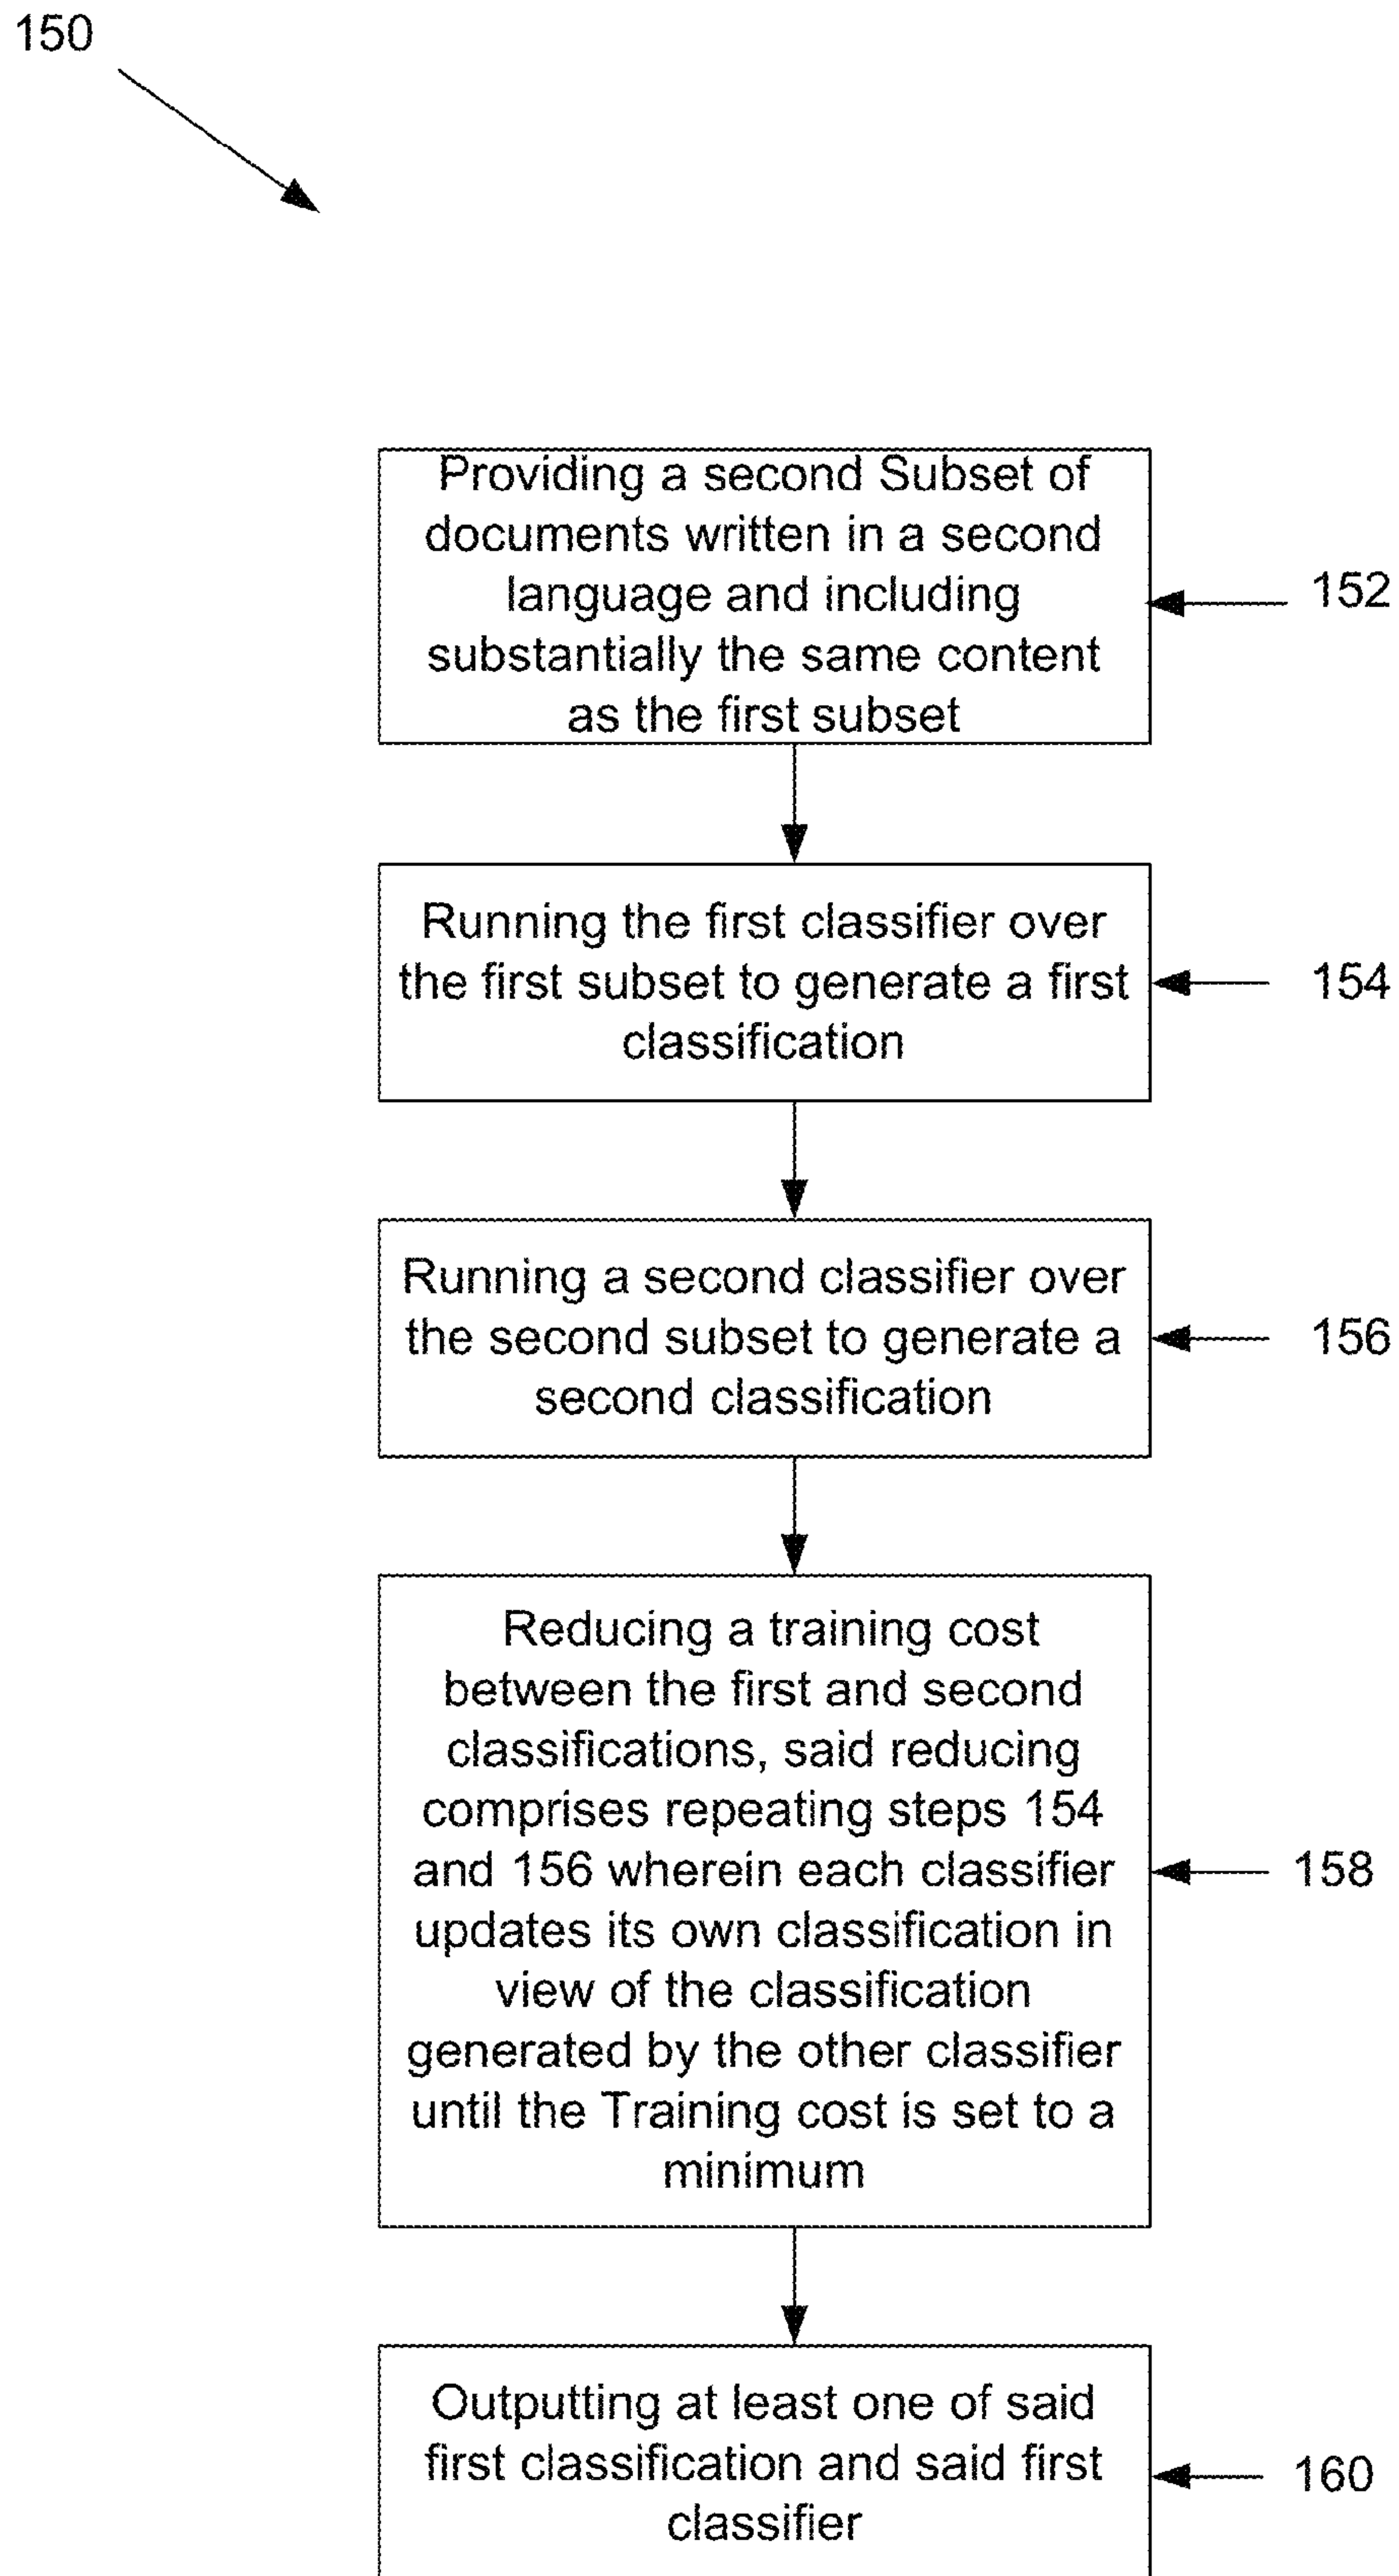 150
Providing a second Subset of
documents written in a second
language and including
substantially the same content
as the first subset
152
Running the first classifier over
the first subset to generate a first
classification
154
Running a second classifier over
the second subset to generate a
second classification
156
Reducing a training cost
between the first and second
classifications, said reducing
comprises repeating steps 154
and 156 wherein each classifier
updates its own classification in
view of the classification
generated by the other classifier
until the Training cost is set to a
minimum
158
Outputting at least one of said
first classification and said first
classifier
160